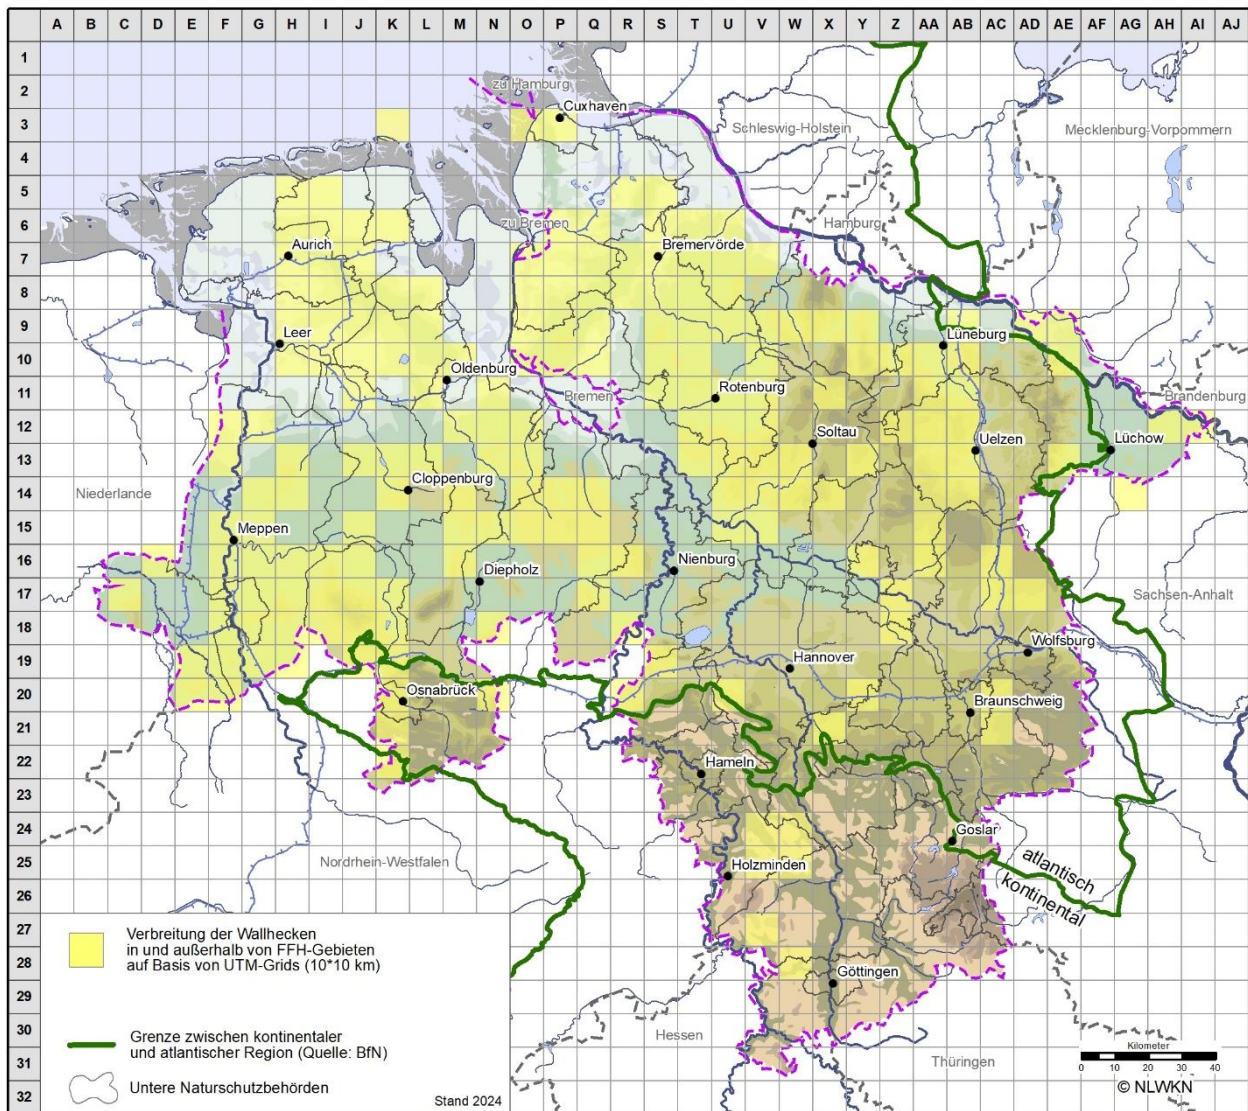 A B C D E F G H I J K L M N O P Q R S T U V W X Y Z AA AB AC AD AE AF AG AH AI AJ
1
2
zu Hamburg
3
Cuxhaven
Schleswig-Holstein
Mecklenburg-Vorpommern
4
5
6
zu Bremen
Hamburg
7
Aurich
Bremervörde
8
9
Leer
Lüneburg
10
Oldenburg
11
Bremen
Rotenburg
Brandenburg
12
Soltau
Uelzen
Lüchow
13
Niederlande
Cloppenburg
14
15
Meppen
16
Diepholz
Nienburg
17
Sachsen-Anhalt
18
Wolfsburg
19
Hannover
20
Osnabrück
Braunschweig
21
22
Hameln
23
24
Goslar
25
Nordrhein-Westfalen
Holzminden
atlantisch
26
kontinental
27
Verbreitung der Wallhecken
in und außerhalb von FFH-Gebieten
auf Basis von UTM-Grids (10*10 km)
28
Göttingen
29
30
Grenze zwischen kontinentaler
und atlantischer Region (Quelle: BfN)
Hessen
Thüringen
31
Kilometer
0 10 20 30 40
Untere Naturschutzbehörden
32
Stand 2024
© NLWKN